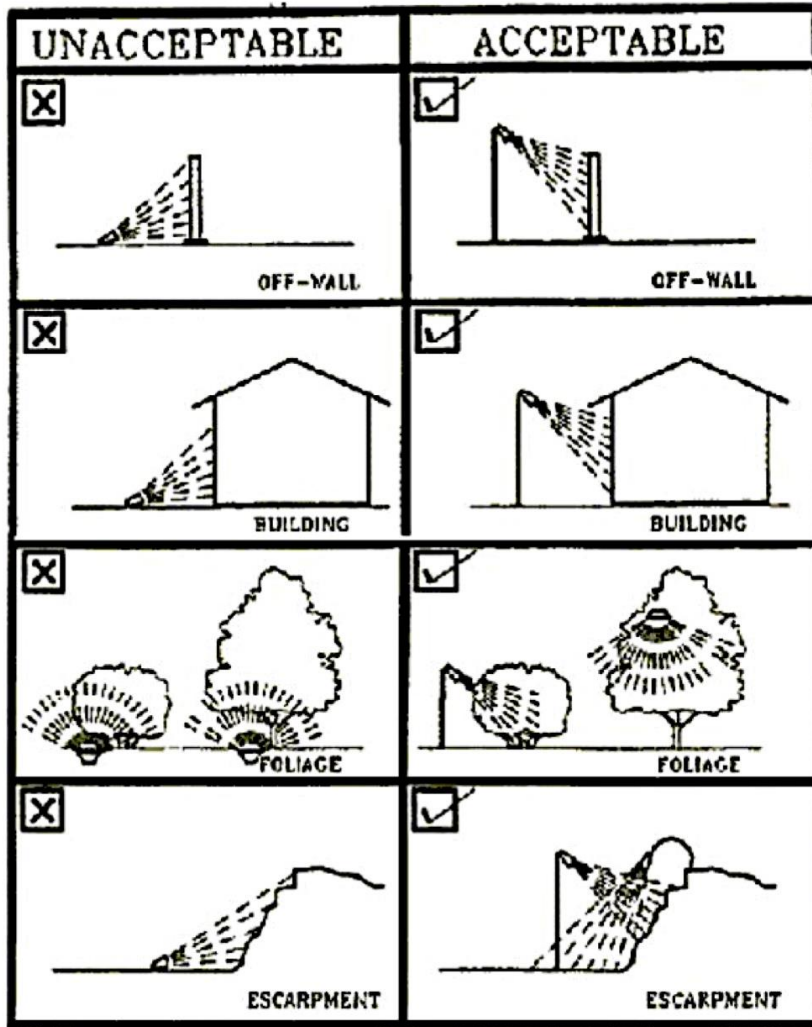 UNACCEPTABLE ACCEPTABLE
OFF-WALL OFF-WALL
BUILDING BUILDING
FOLIAGE FOLIAGE
ESCARPMENT ESCARPMENT